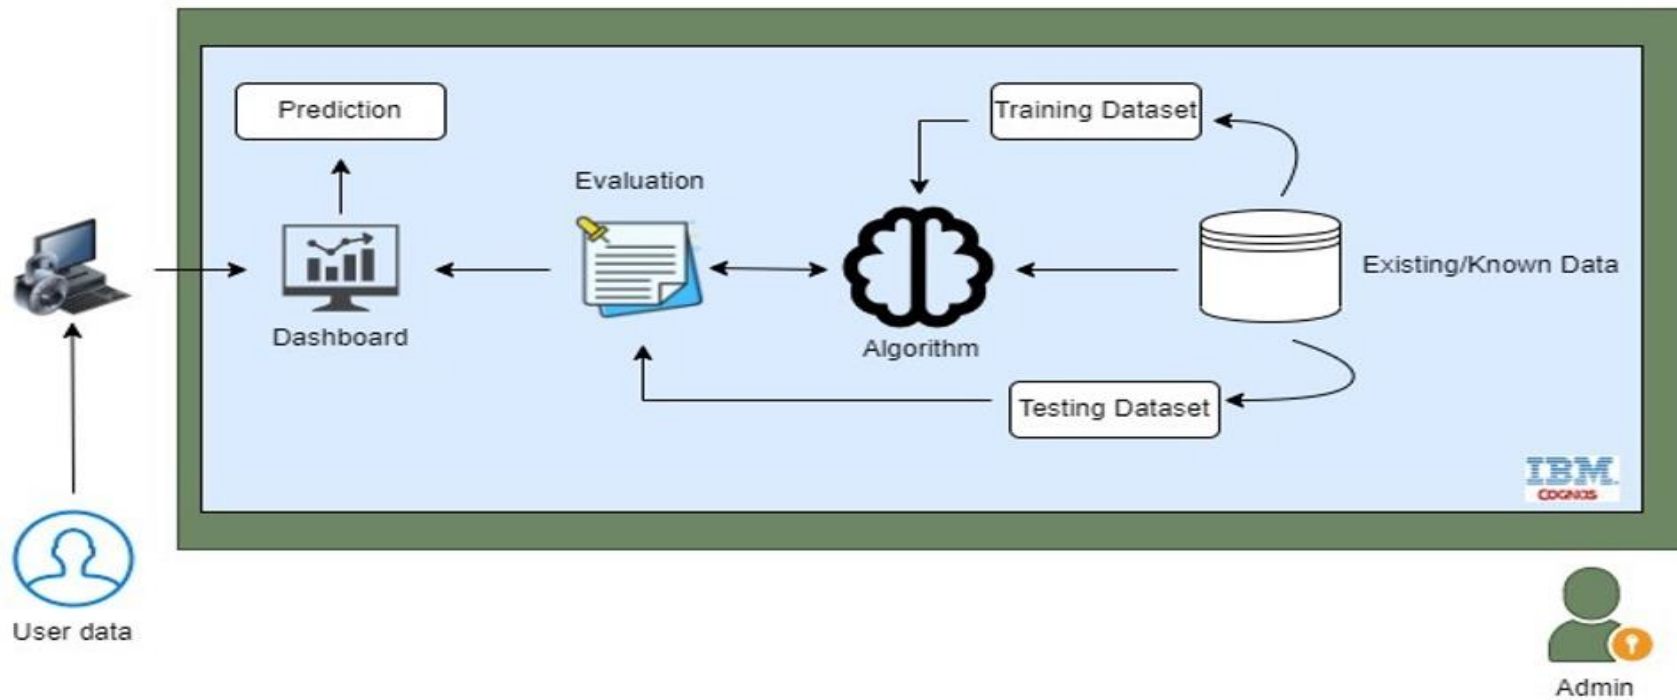 Prediction
Training Dataset
Evaluation
Existing/Known Data
Dashboard
Algorithm
Testing Dataset
IBM
COGNOS
User data
Admin